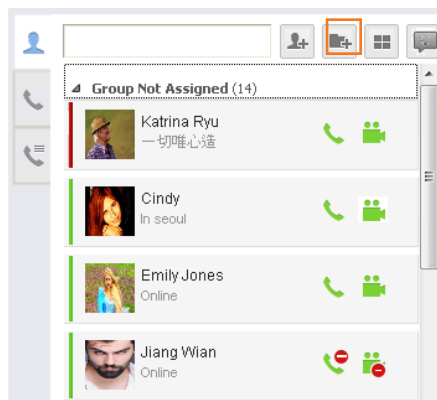 Group Not Assigned (14)
Katrina Ryu
一切唯心造
Cindy
In seoul
Emily Jones
Online
Jiang Wian
Online